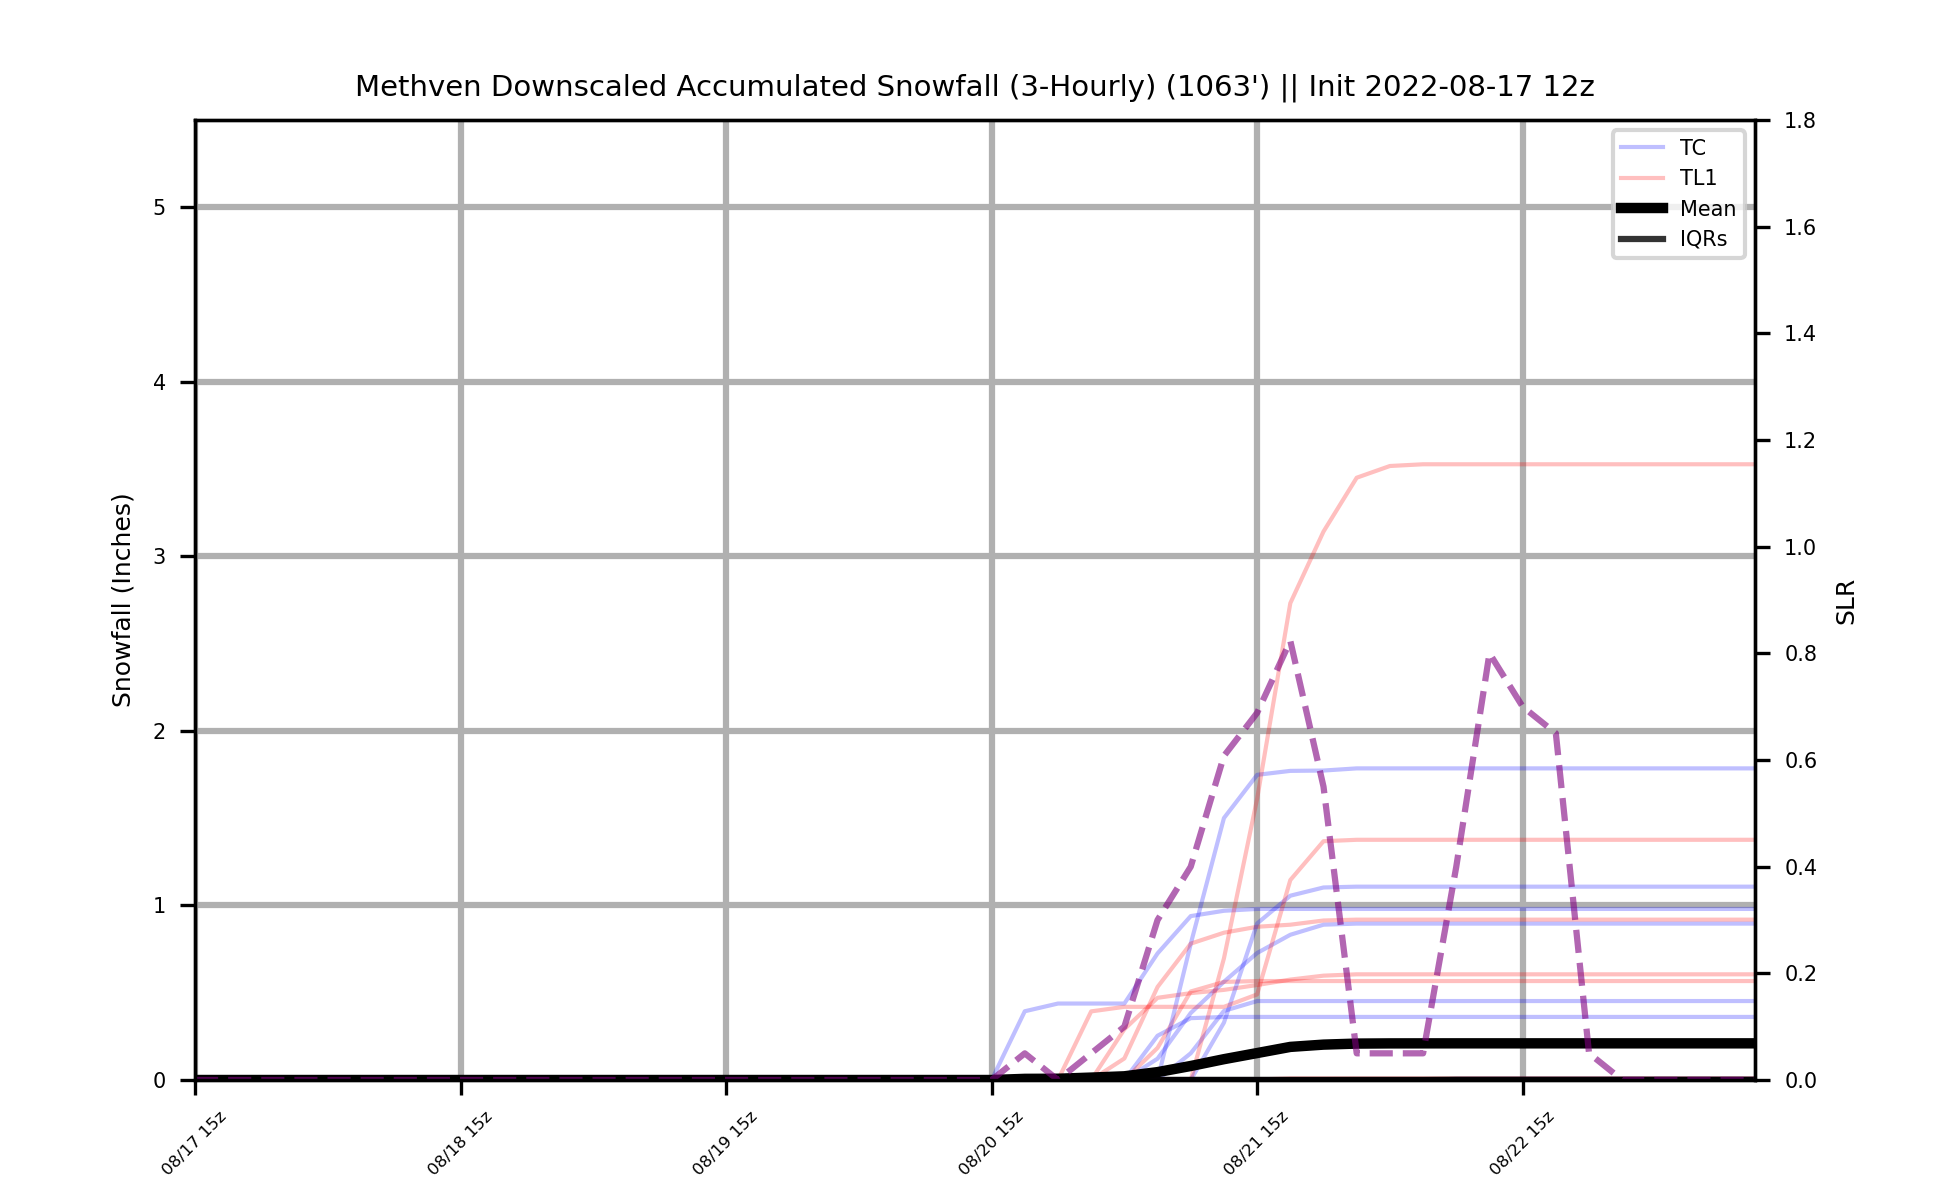 Methven Downscaled Accumulated Snowfall (3-Hourly) (1063') || Init 2022-08-17 12z
TC
TL1
Mean
IQRs
Snowfall (Inches)
5
4
3
2
1
0
1.8
1.6
1.4
1.2
1.0
0.8
0.6
0.4
0.2
0.0
SLR
08/17 15z
08/18 15z
08/19 15z
08/20 15z
08/21 15z
08/22 15z